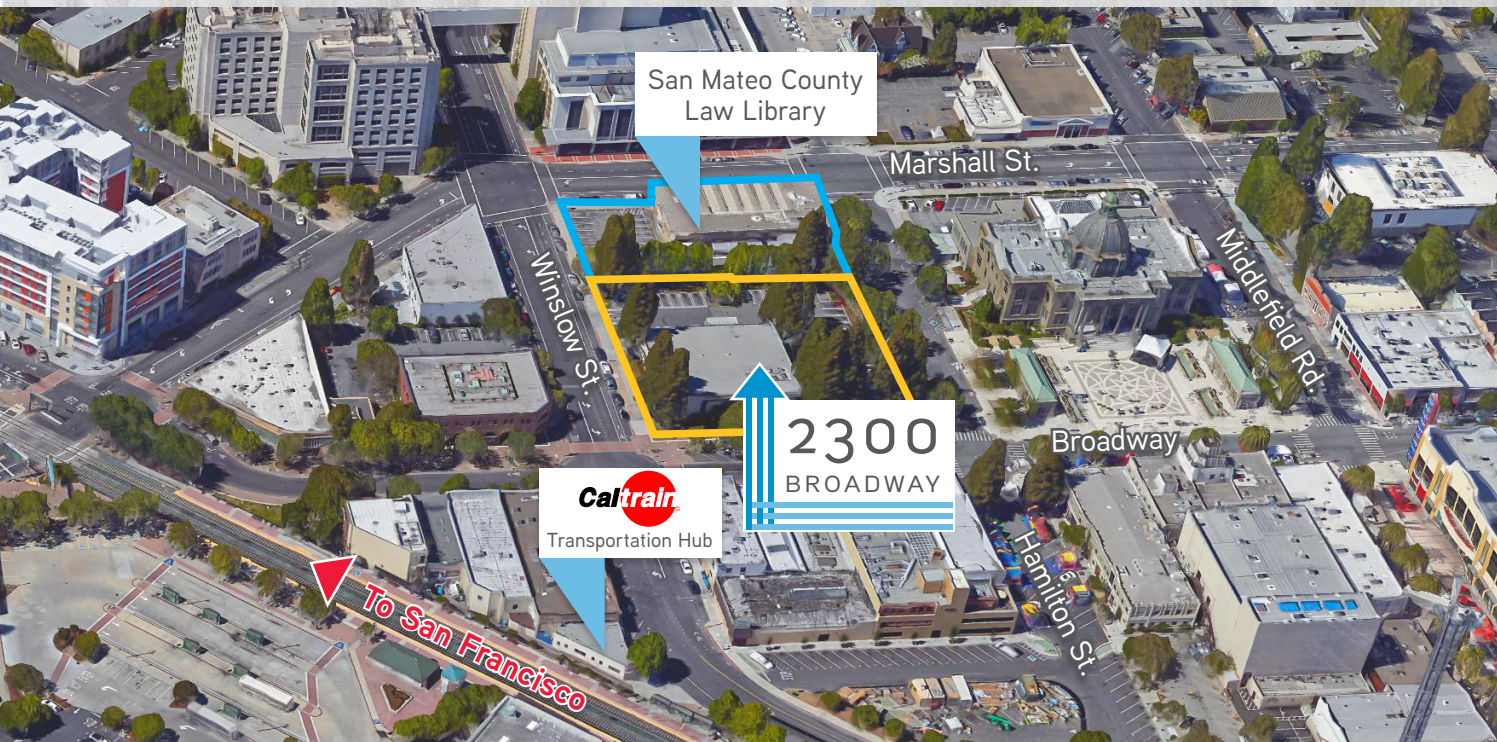 San Mateo County
Law Library
Marshall St.
Winslow St.
Middlefield Rd.
2300
BROADWAY
Broadway
Caltrain
Transportation Hub
Hamilton St.
To San Francisco